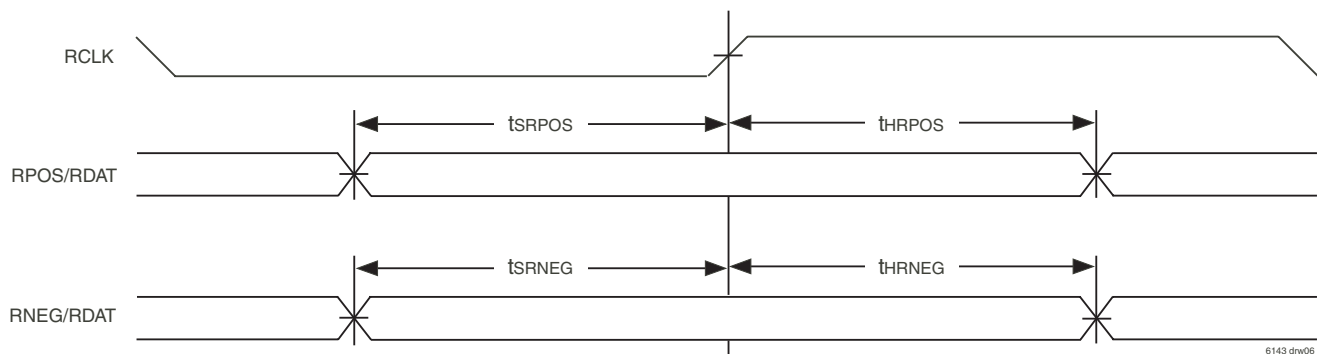 RCLK
tSRPOS tHRPOS
RPOS/RDAT
tSRNEG tHRNEG
RNEG/RDAT
6143 drw06